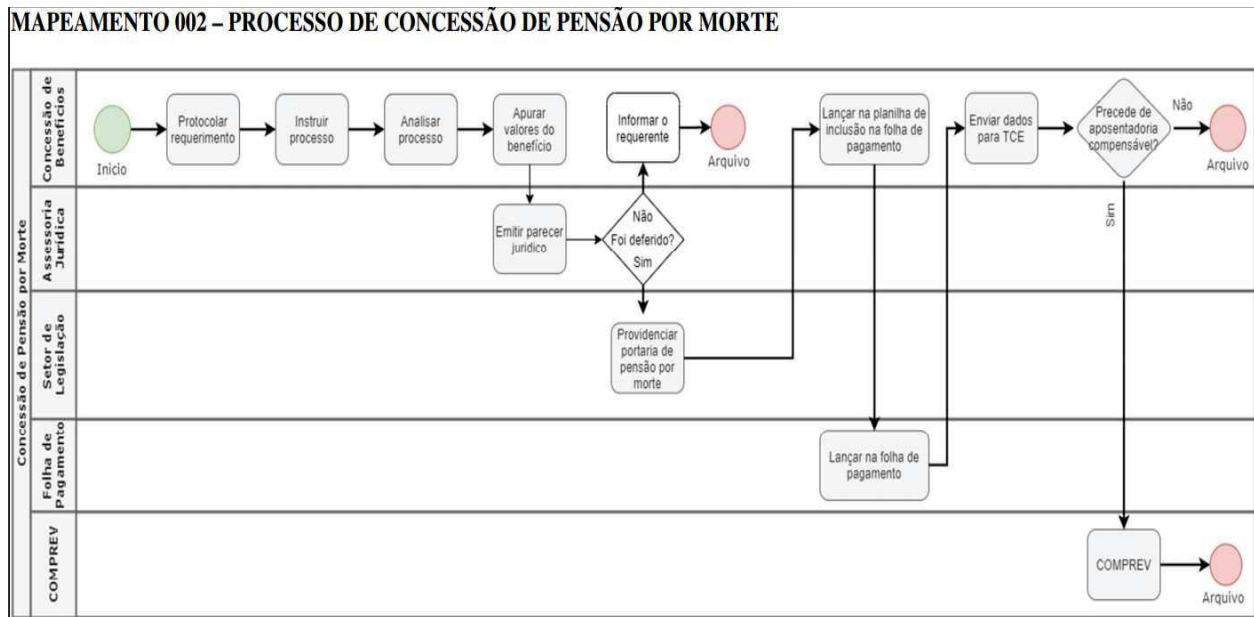 MAPEAMENTO 002 – PROCESSO DE CONCESSÃO DE PENSÃO POR MORTE
Concessão de Pensão por Morte
Concessão de
Benefícios
Inicio
Protocolar
requerimento
Instruir
processo
Analisar
processo
Apurar
valores do
benefício
Informar o
requerente
Arquivo
Lançar na planilha de
inclusão na folha de
pagamento
Enviar dados
para TCE
Precede de
aposentadoria
compensável?
Não
Arquivo
Sim
Assessoria
Jurídica
Emitir parecer
jurídico
Não
Foi deferido?
Sim
Setor de
Legislação
Providenciar
portaria de
pensão por
morte
Folha de
Pagamento
Lançar na folha de
pagamento
COMPREV
COMPREV
Arquivo